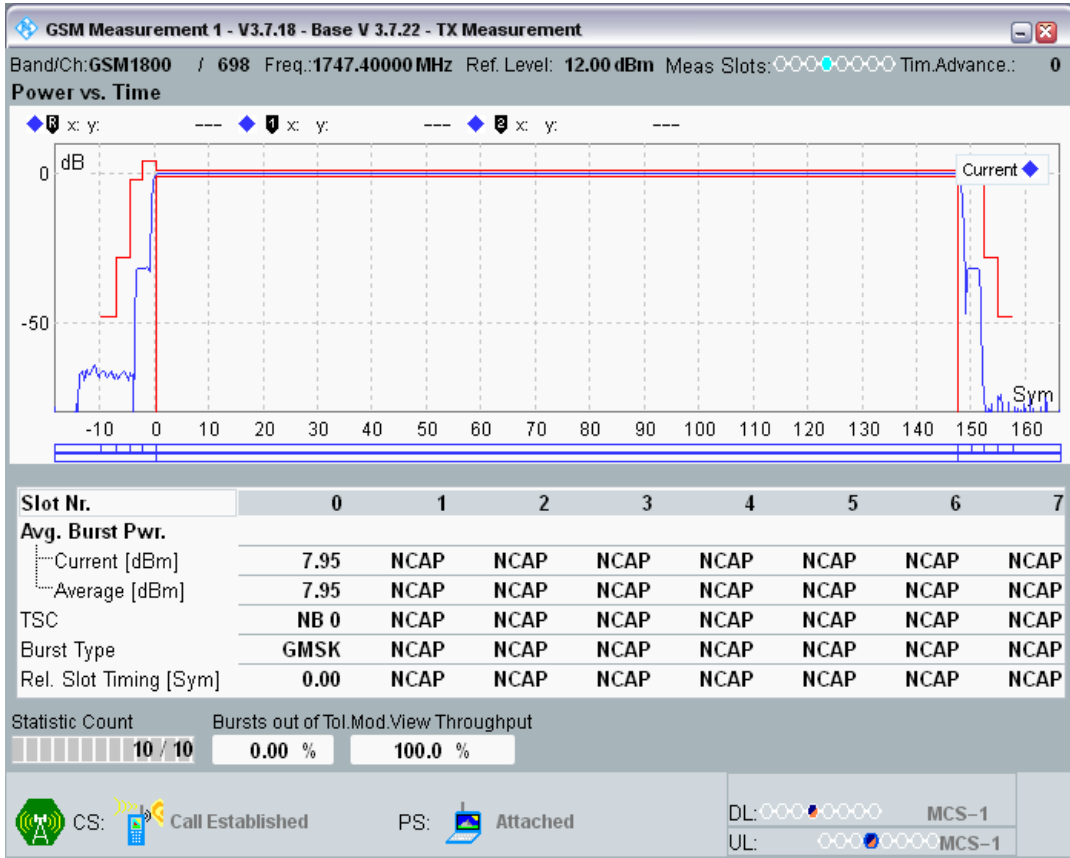 GSM Measurement 1 - V3.7.18 - Base V 3.7.22 - TX Measurement
Band/Ch:GSM1800 / 698 Freq.:1747.40000 MHz Ref. Level: 12.00 dBm Meas Slots: Tim.Advance.: 0
Power vs. Time
R x: y: --- 1 x: y: --- 2 x: y: ---
dB
Current
0
-50
Sym
-10 0 10 20 30 40 50 60 70 80 90 100 110 120 130 140 150 160
Slot Nr. 0 1 2 3 4 5 6 7
Avg. Burst Pwr.
Current [dBm] 7.95 NCAP NCAP NCAP NCAP NCAP NCAP NCAP
Average [dBm] 7.95 NCAP NCAP NCAP NCAP NCAP NCAP NCAP
TSC NB 0 NCAP NCAP NCAP NCAP NCAP NCAP NCAP
Burst Type GMSK NCAP NCAP NCAP NCAP NCAP NCAP NCAP
Rel. Slot Timing [Sym] 0.00 NCAP NCAP NCAP NCAP NCAP NCAP NCAP
Statistic Count Bursts out of Tol. Mod.View Throughput
10 / 10 0.00 % 100.0 %
CS: Call Established PS: Attached
DL: MCS-1
UL: MCS-1